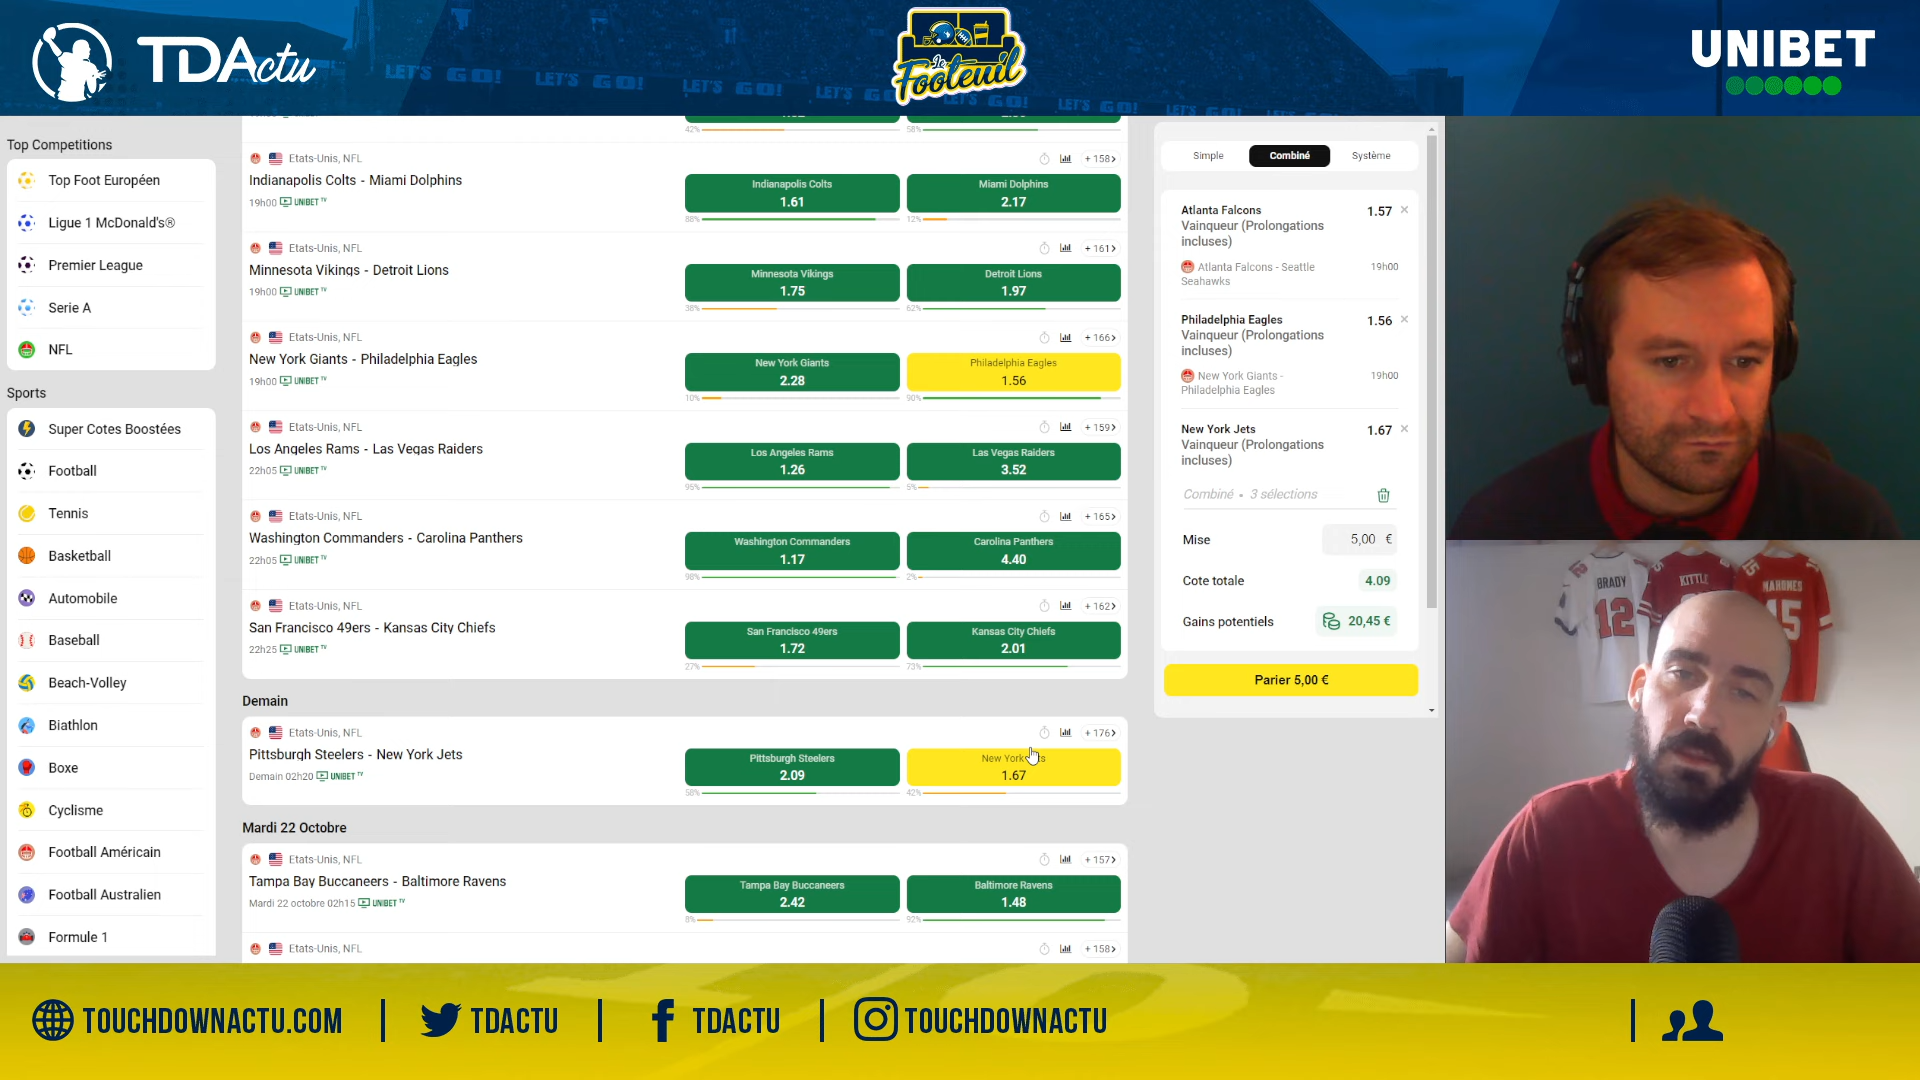 TDActu
LET'S GO!
LET'S GO!
LET'S GO!
LET'S GO!
LET'S GO!
LET'S GO!
le Footeuil
UNIBET
Top Competitions
Top Foot Européen
Ligue 1 McDonald's®
Premier League
Serie A
NFL
Sports
Super Cotes Boostées
Football
Tennis
Basketball
Automobile
Baseball
Beach-Volley
Biathlon
Boxe
Cyclisme
Football Américain
Football Australien
Formule 1
42% 58%
Etats-Unis, NFL + 158
Indianapolis Colts - Miami Dolphins
19h00 UNIBET TV
Indianapolis Colts 1.61
Miami Dolphins 2.17
88% 12%
Etats-Unis, NFL + 161
Minnesota Vikings - Detroit Lions
19h00 UNIBET TV
Minnesota Vikings 1.75
Detroit Lions 1.97
38% 62%
Etats-Unis, NFL + 166
New York Giants - Philadelphia Eagles
19h00 UNIBET TV
New York Giants 2.28
Philadelphia Eagles 1.56
10% 90%
Etats-Unis, NFL + 159
Los Angeles Rams - Las Vegas Raiders
22h05 UNIBET TV
Los Angeles Rams 1.26
Las Vegas Raiders 3.52
95% 5%
Etats-Unis, NFL + 165
Washington Commanders - Carolina Panthers
22h05 UNIBET TV
Washington Commanders 1.17
Carolina Panthers 4.40
98% 2%
Etats-Unis, NFL + 162
San Francisco 49ers - Kansas City Chiefs
22h25 UNIBET TV
San Francisco 49ers 1.72
Kansas City Chiefs 2.01
27% 73%
Demain
Etats-Unis, NFL + 176
Pittsburgh Steelers - New York Jets
Demain 02h20 UNIBET TV
Pittsburgh Steelers 2.09
New York 1.67
58% 42%
Mardi 22 Octobre
Etats-Unis, NFL + 157
Tampa Bay Buccaneers - Baltimore Ravens
Mardi 22 octobre 02h15 UNIBET TV
Tampa Bay Buccaneers 2.42
Baltimore Ravens 1.48
8% 92%
Etats-Unis, NFL + 158
Simple Combiné Système
Atlanta Falcons 1.57
Vainqueur (Prolongations
incluses)
Atlanta Falcons - Seattle 19h00
Seahawks
Philadelphia Eagles 1.56
Vainqueur (Prolongations
incluses)
New York Giants - 19h00
Philadelphia Eagles
New York Jets 1.67
Vainqueur (Prolongations
incluses)
Combiné • 3 sélections
Mise 5,00 €
Cote totale 4.09
Gains potentiels 20,45 €
Parier 5,00 €
BRADY
12
KITTLE
MAHOMES
15
TOUCHDOWNACTU.COM | TDACTU | TDACTU | TOUCHDOWNACTU